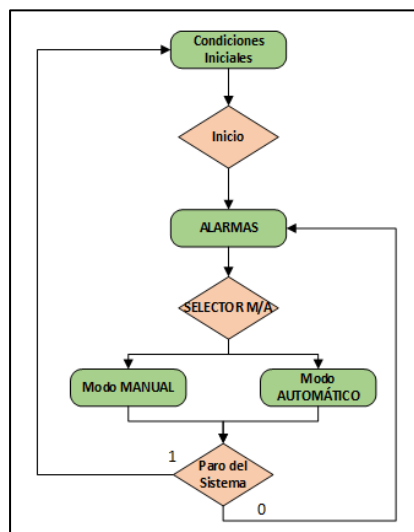 Condiciones
Iniciales
Inicio
ALARMAS
SELECTOR M/A
Modo MANUAL
Modo
AUTOMÁTICO
1
Paro del
Sistema
0